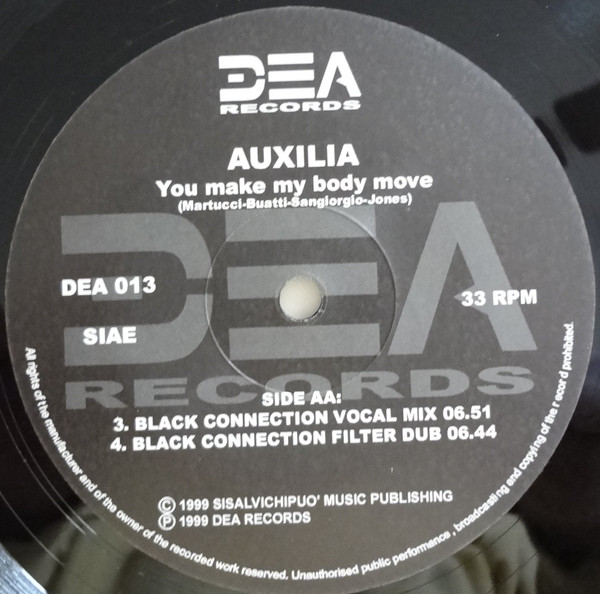 DEA
RECORDS
AUXILIA
You make my body move
(Martucci-Buatti-Sangiorgio-Jones)
DEA
RECORDS
DEA 013
33 RPM
SIAE
SIDE AA:
3. BLACK CONNECTION VOCAL MIX 06.51
4. BLACK CONNECTION FILTER DUB 06.44
© 1999 SISALVICHIPUO' MUSIC PUBLISHING
℗ 1999 DEA RECORDS
All rights of the manufacturer and of the owner of the recorded work reserved. Unauthorised public performance , broadcasting and copying of the r ecor d prohibited.